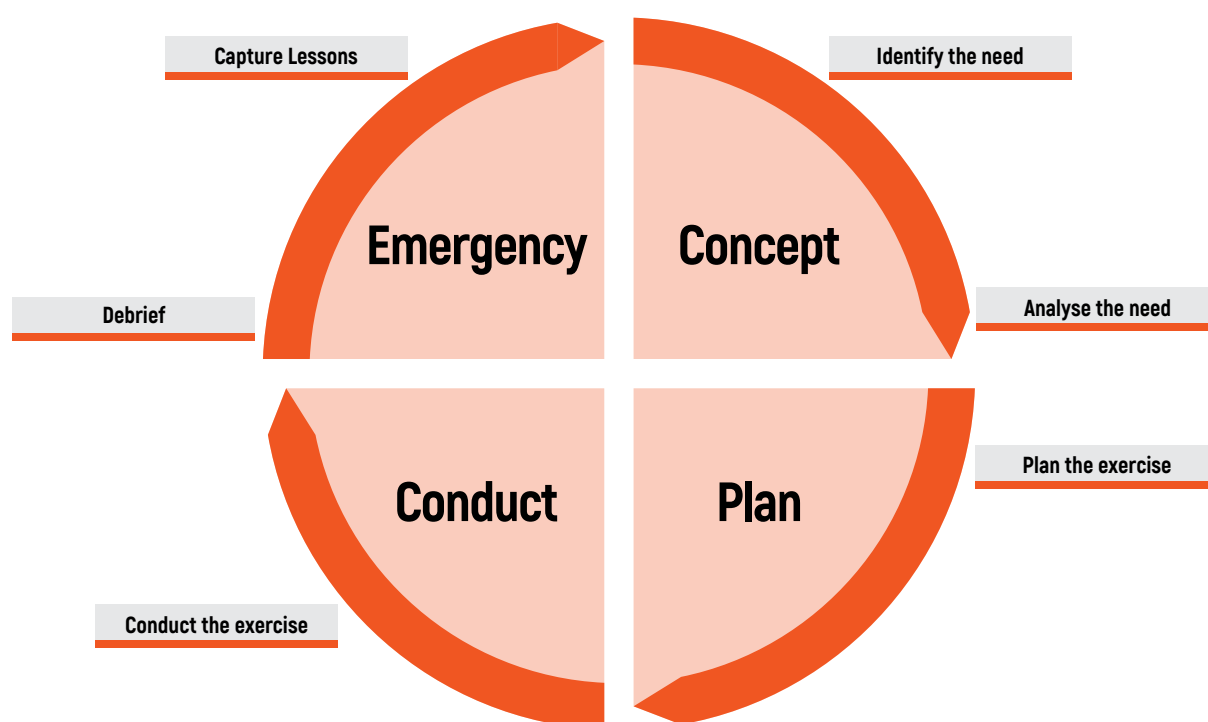 Capture Lessons
Identify the need
Emergency
Concept
Debrief
Analyse the need
Plan the exercise
Conduct
Plan
Conduct the exercise